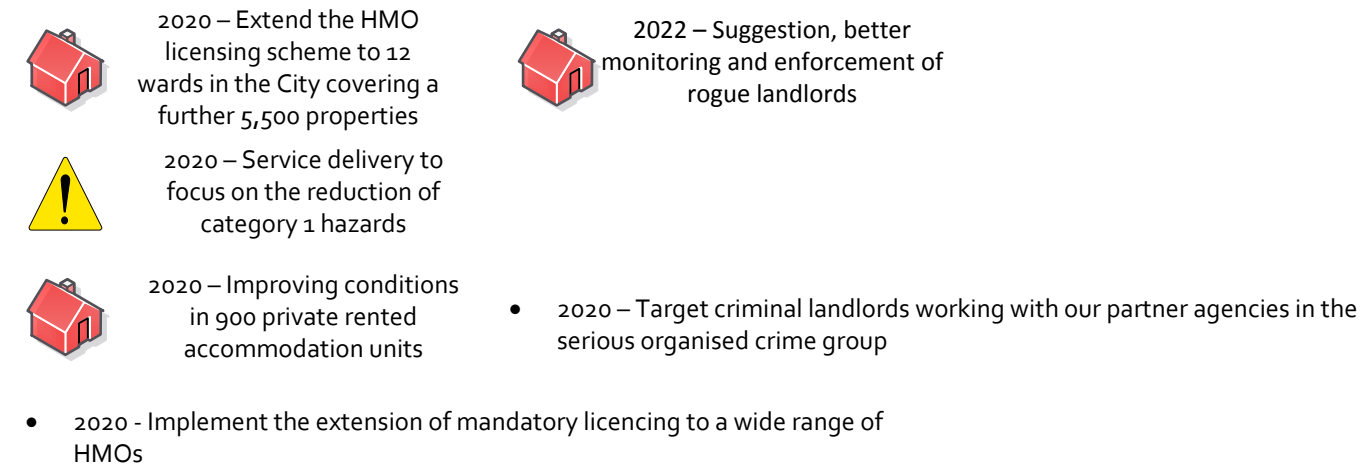 2020 – Extend the HMO
licensing scheme to 12
wards in the City covering a
further 5,500 properties
2022 – Suggestion, better
monitoring and enforcement of
rogue landlords
2020 – Service delivery to
focus on the reduction of
category 1 hazards
2020 – Improving conditions
in 900 private rented
accommodation units
• 2020 – Target criminal landlords working with our partner agencies in the
serious organised crime group
• 2020 - Implement the extension of mandatory licencing to a wide range of
HMOs